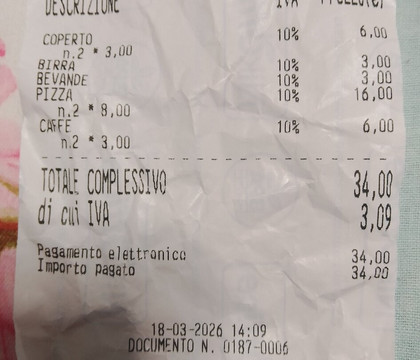 DESCRIZIONE IVA
COPERTO 10% 6,00
n.2 * 3,00
BIRRA 10% 3,00
BEVANDE 10% 3,00
PIZZA 10% 16,00
n.2 * 8,00
CAFFE 10% 6,00
n.2 * 3,00
TOTALE COMPLESSIVO 34,00
di cui IVA 3,09
Pagamento elettronico 34,00
Importo pagato 34,00
18-03-2026 14:09
DOCUMENTO N. 0187-0006